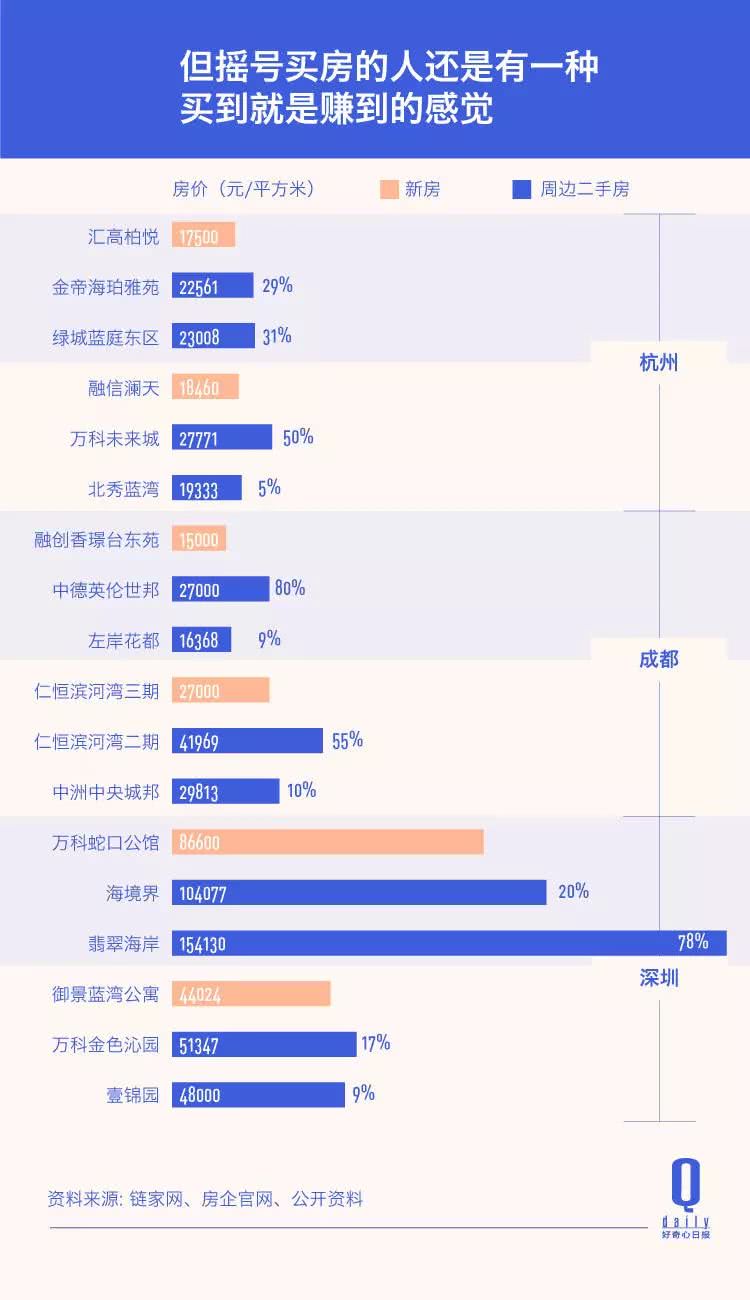 但摇号买房的人还是有一种
买到就是赚到的感觉
房价（元/平方米） 新房 周边二手房
汇高柏悦 17500
金帝海珀雅苑 22561 29%
绿城蓝庭东区 23008 31%
杭州
融信澜天 18460
万科未来城 27771 50%
北秀蓝湾 19333 5%
融创香璟台东苑 15000
中德英伦世邦 27000 80%
左岸花都 16368 9%
成都
仁恒滨河湾三期 27000
仁恒滨河湾二期 41969 55%
中洲中央城邦 29813 10%
万科蛇口公馆 86600
海境界 104077 20%
翡翠海岸 154130 78%
深圳
御景蓝湾公寓 44024
万科金色沁园 51347 17%
壹锦园 48000 9%
资料来源: 链家网、房企官网、公开资料
Q
daily
好奇心日报